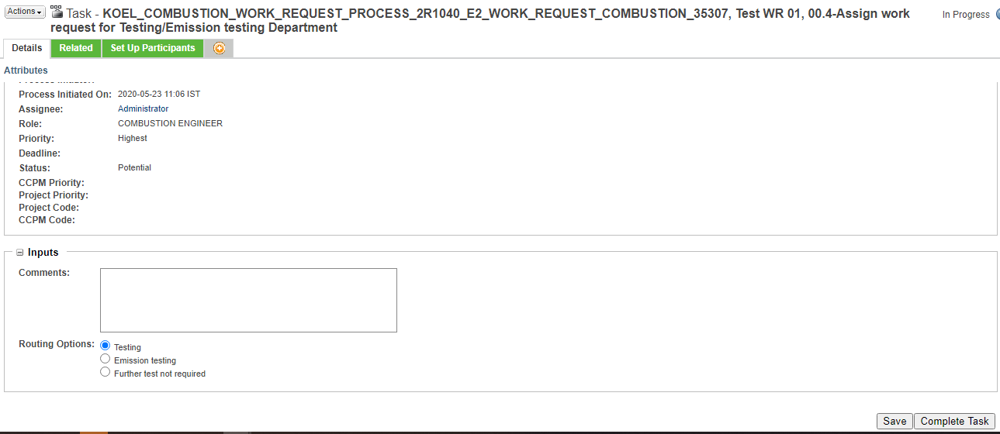 Actions
Task - KOEL_COMBUSTION_WORK_REQUEST_PROCESS_2R1040_E2_WORK_REQUEST_COMBUSTION_35307, Test WR 01, 00.4-Assign work
request for Testing/Emission testing Department
In Progress
Details Related Set Up Participants
Attributes
Process Initiated On: 2020-05-23 11:06 IST
Assignee: Administrator
Role: COMBUSTION ENGINEER
Priority: Highest
Deadline:
Status: Potential
CCPM Priority:
Project Priority:
Project Code:
CCPM Code:
Inputs
Comments:
Routing Options: Testing
Emission testing
Further test not required
Save Complete Task